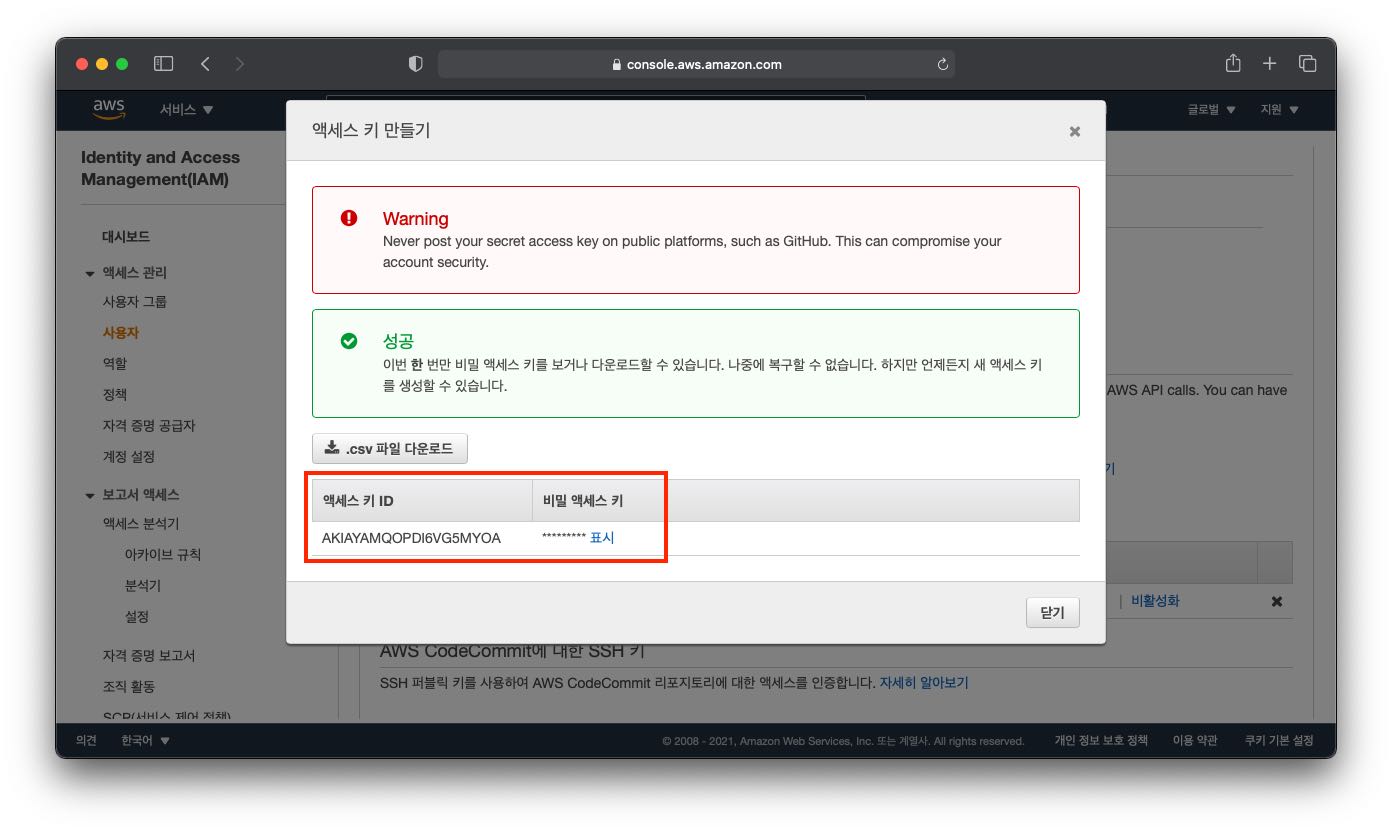 console.aws.amazon.com
aws
서비스
글로벌
지원
Identity and Access
Management(IAM)
대시보드
액세스 관리
사용자 그룹
사용자
역할
정책
자격 증명 공급자
계정 설정
보고서 액세스
액세스 분석기
아카이브 규칙
분석기
설정
자격 증명 보고서
조직 활동
SCP(서비스 제어 정책)
액세스 키 만들기
Warning
Never post your secret access key on public platforms, such as GitHub. This can compromise your
account security.
성공
이번 한 번만 비밀 액세스 키를 보거나 다운로드할 수 있습니다. 나중에 복구할 수 없습니다. 하지만 언제든지 새 액세스 키
를 생성할 수 있습니다.
.csv 파일 다운로드
액세스 키 ID 비밀 액세스 키
AKIAYAMQOPDI6VG5MYOA ********* 표시
닫기
AWS API calls. You can have
기
| 비활성화
AWS CodeCommit에 대한 SSH 키
SSH 퍼블릭 키를 사용하여 AWS CodeCommit 리포지토리에 대한 액세스를 인증합니다. 자세히 알아보기
의견 한국어
© 2008 - 2021, Amazon Web Services, Inc. 또는 계열사. All rights reserved.
개인 정보 보호 정책 이용 약관 쿠키 기본 설정